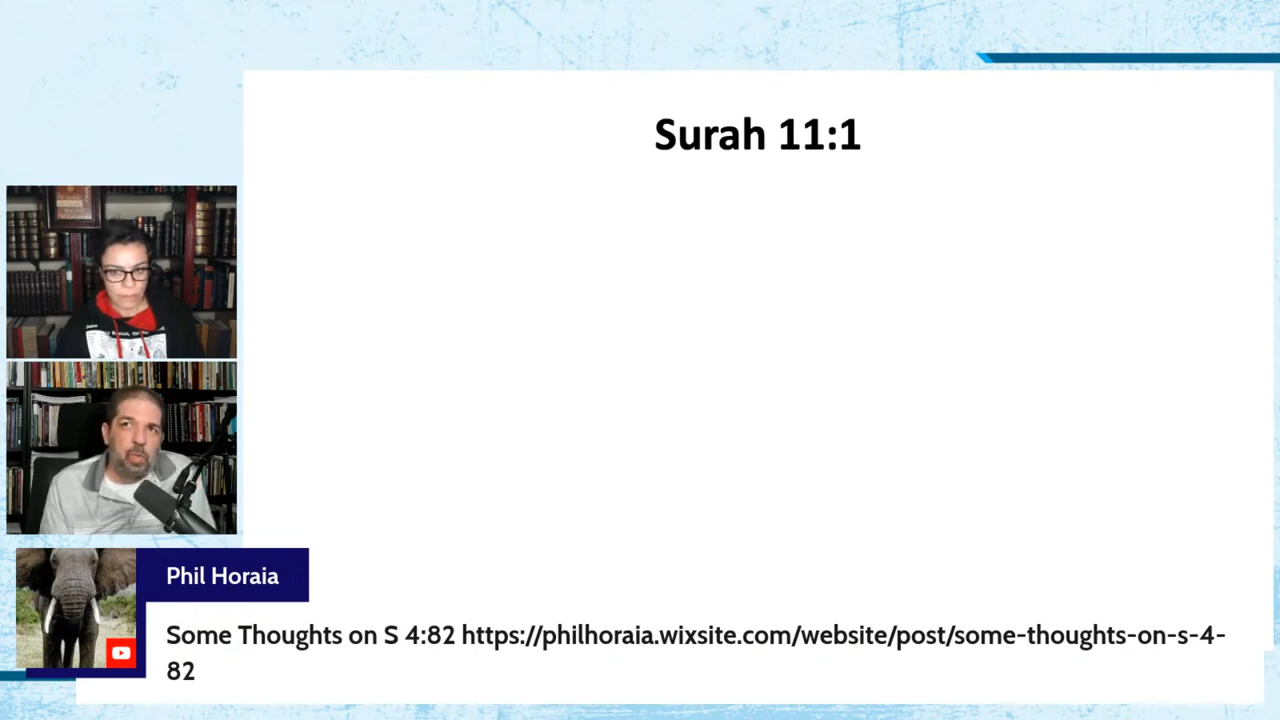 Surah 11:1
Phil Horaia
Some Thoughts on S 4:82 https://philhoraia.wixsite.com/website/post/some-thoughts-on-s-4-
82